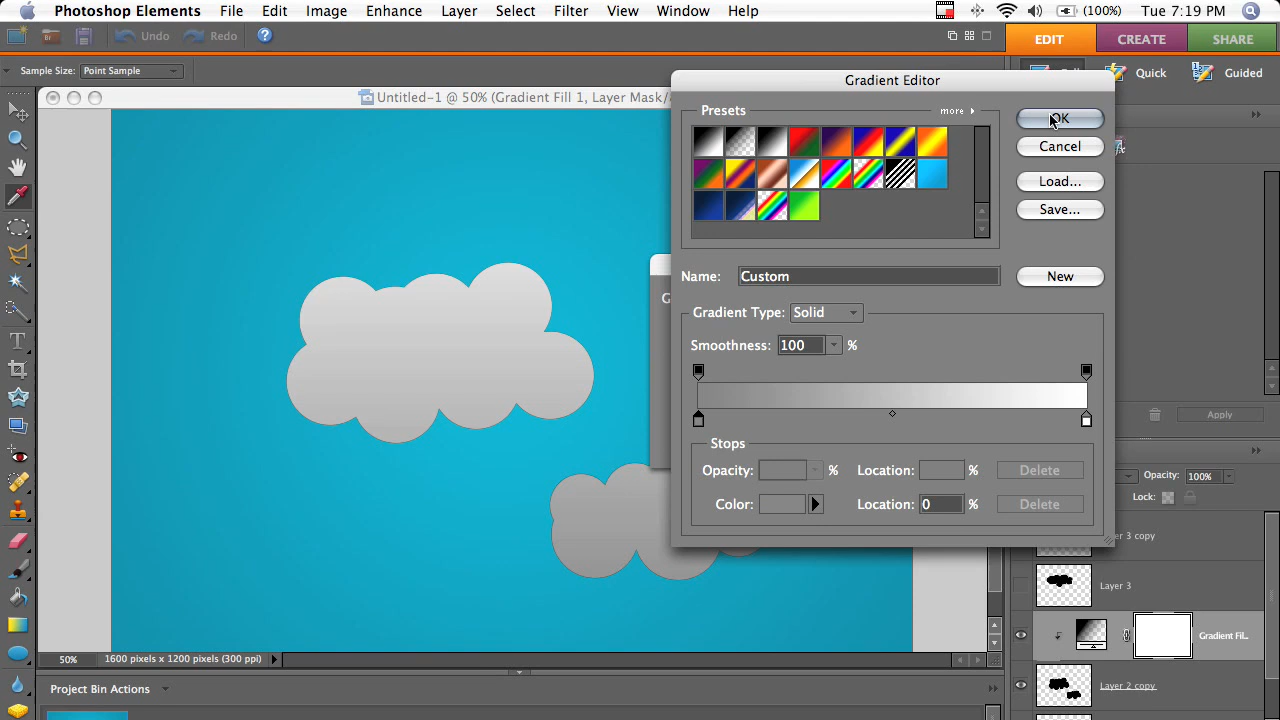 Photoshop Elements File Edit Image Enhance Layer Select Filter View Window Help (100%) Tue 7:19 PM
Br Undo Redo ? EDIT CREATE SHARE
Sample Size: Point Sample Quick Guided
Untitled-1 @ 50% (Gradient Fill 1, Layer Mask/
Gradient Editor
Presets more
OK
Cancel
Load...
Save...
Name: Custom New
Gradient Type: Solid
Smoothness: 100 %
Stops
Opacity: % Location: % Delete
Color: Location: 0 % Delete
Apply
Opacity: 100%
Lock:
3 copy
Layer 3
Gradient Fil...
Layer 2 copy
50% 1600 pixels x 1200 pixels (300 ppi)
Project Bin Actions